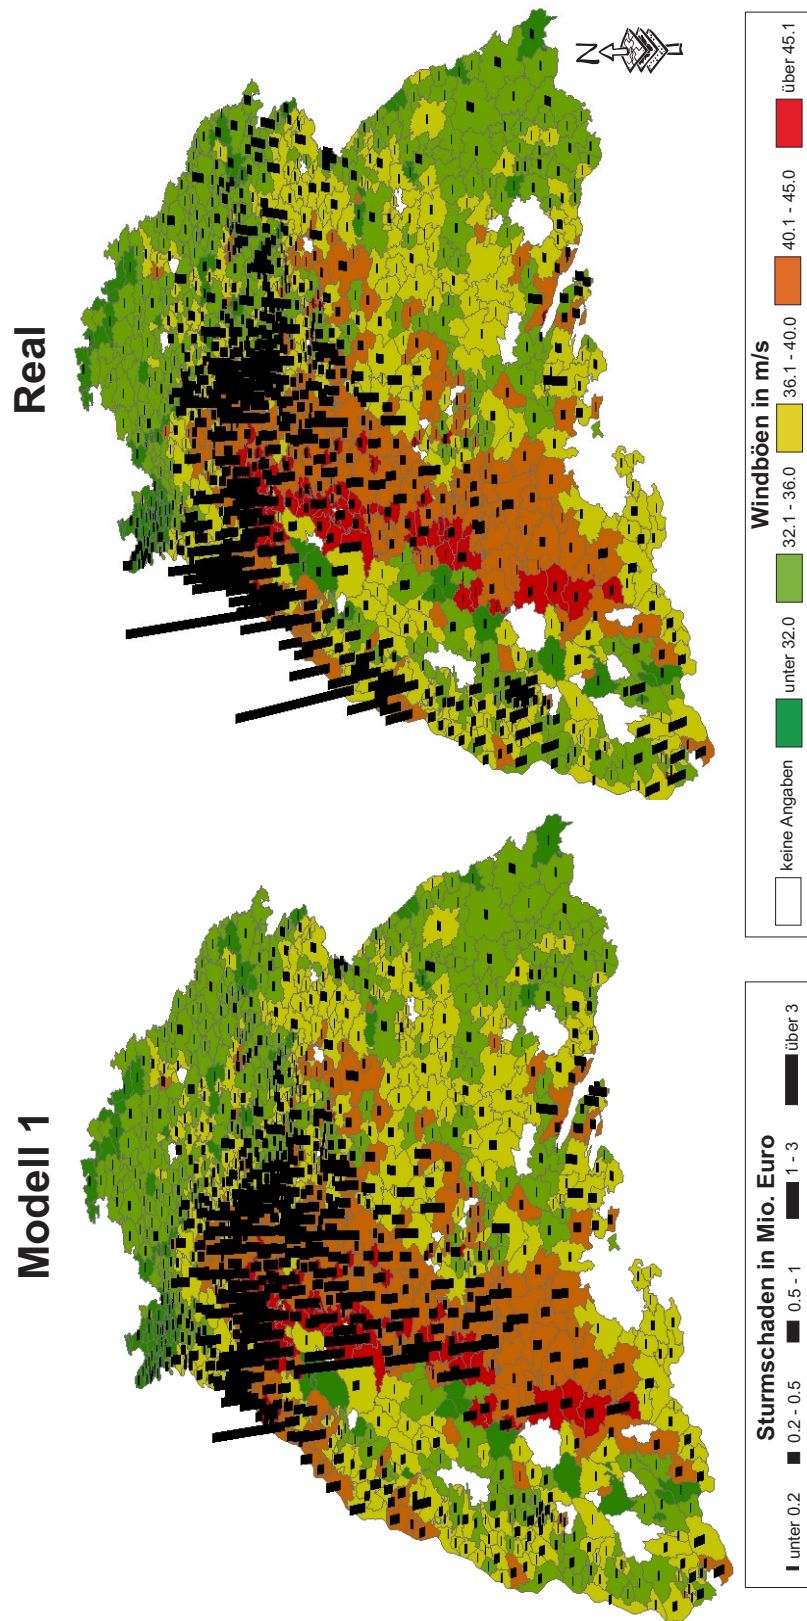 Modell 1
Real
N
Sturmschaden in Mio. Euro
unter 0.2
0.2 - 0.5
0.5 - 1
1 - 3
über 3
Windböen in m/s
keine Angaben
unter 32.0
32.1 - 36.0
36.1 - 40.0
40.1 - 45.0
über 45.1